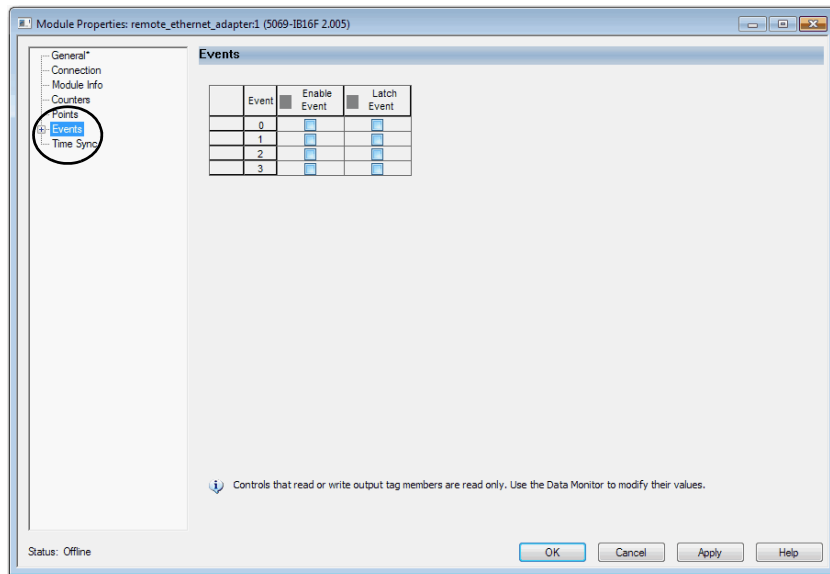 Module Properties: remote_ethernet_adapter:1 (5069-IB16F 2.005)
General*
Connection
Module Info
Counters
Points
Events
Time Sync
Events
Event Enable Event Latch Event
0
1
2
3
Controls that read or write output tag members are read only. Use the Data Monitor to modify their values.
Status: Offline
OK Cancel Apply Help